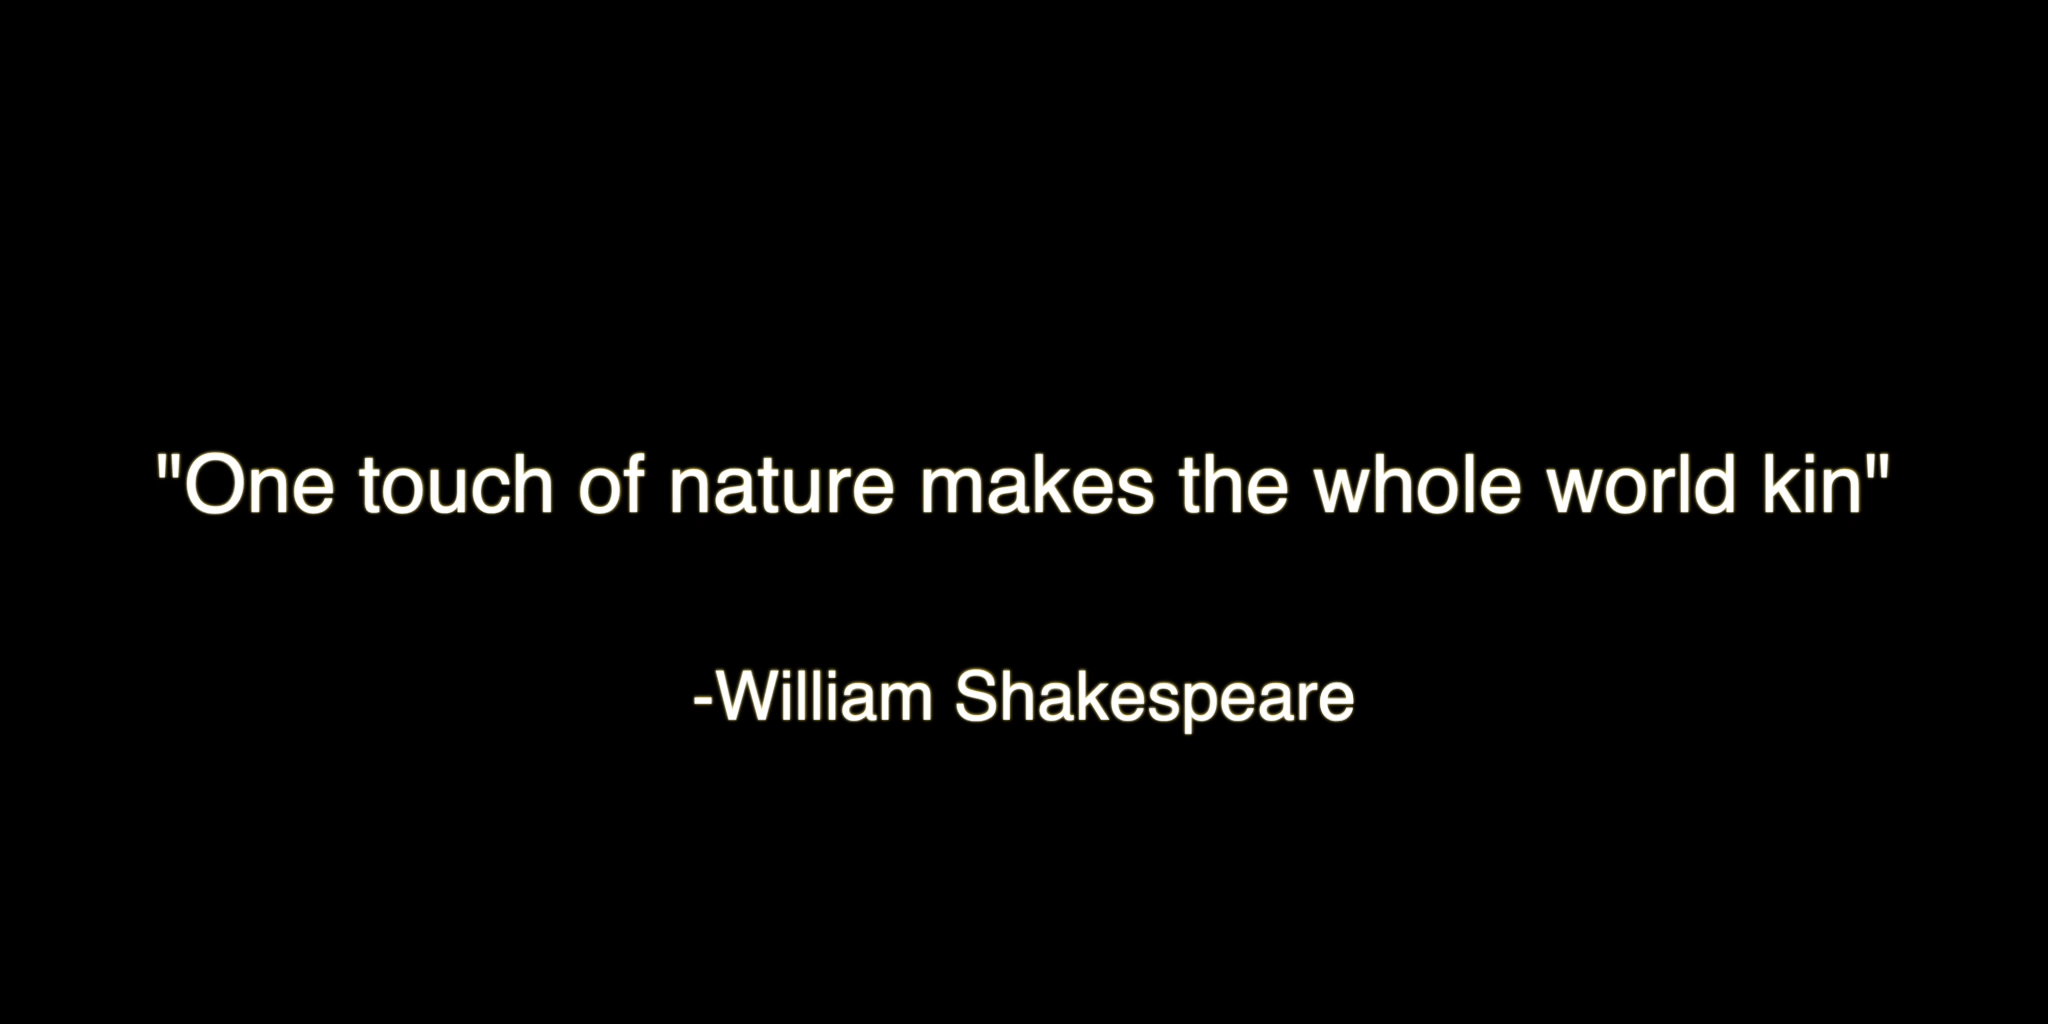 "One touch of nature makes the whole world kin"
-William Shakespeare